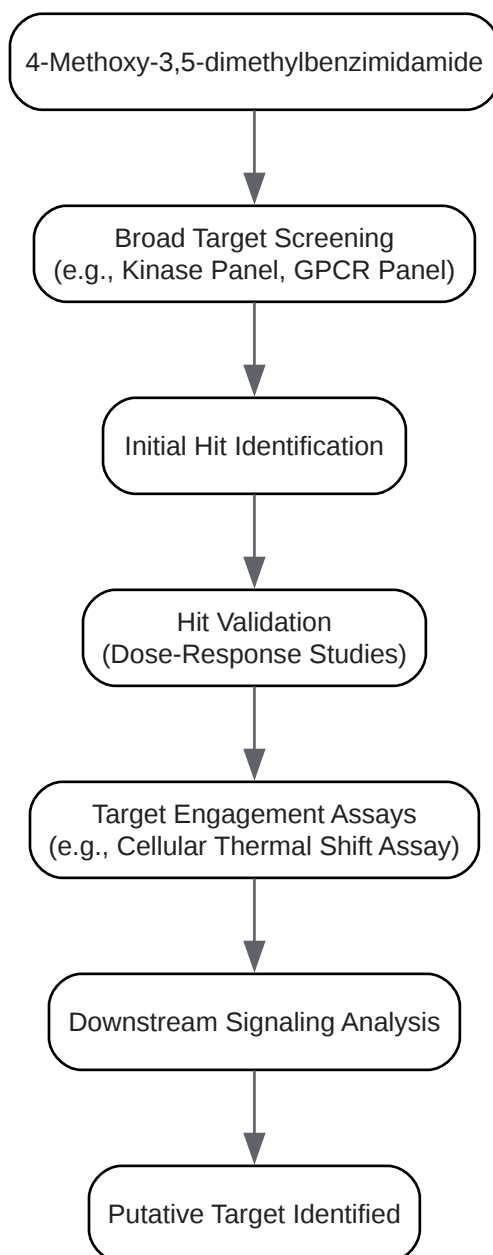 4-Methoxy-3,5-dimethylbenzimidamide
Broad Target Screening
(e.g., Kinase Panel, GPCR Panel)
Initial Hit Identification
Hit Validation
(Dose-Response Studies)
Target Engagement Assays
(e.g., Cellular Thermal Shift Assay)
Downstream Signaling Analysis
Putative Target Identified